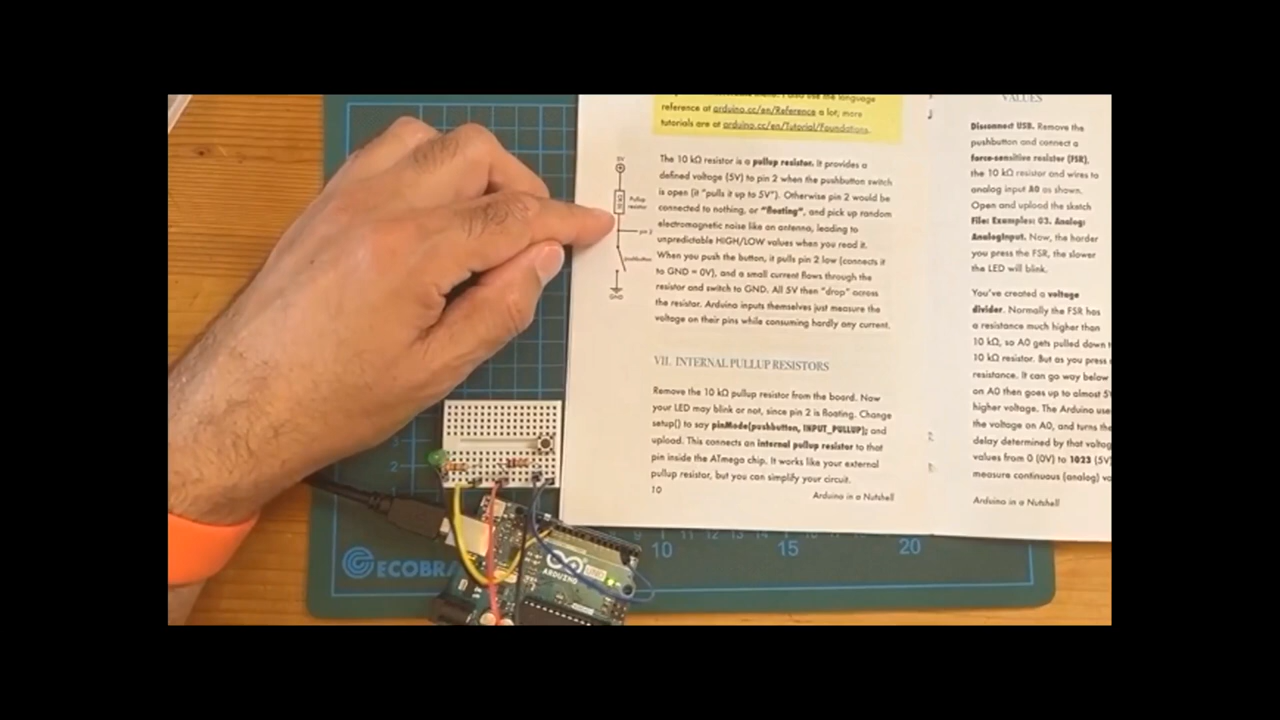 reference at arduino.cc/en/Reference a lot; more
tutorials are at arduino.cc/en/Tutorial/Foundations.
5V
Pullup
resistor
pin 2
pushbutton
GND
The 10 kΩ resistor is a pullup resistor. It provides a
defined voltage (5V) to pin 2 when the pushbutton switch
is open (it "pulls it up to 5V"). Otherwise pin 2 would be
connected to nothing, or "floating", and pick up random
electromagnetic noise like an antenna, leading to
unpredictable HIGH/LOW values when you read it.
When you push the button, it pulls pin 2 low (connects it
to GND = 0V), and a small current flows through the
resistor and switch to GND. All 5V then "drop" across
the resistor. Arduino inputs themselves just measure the
voltage on their pins while consuming hardly any current.
VII. INTERNAL PULLUP RESISTORS
Remove the 10 kΩ pullup resistor from the board. Now
your LED may blink or not, since pin 2 is floating. Change
setup() to say pinMode(pushbutton, INPUT_PULLUP); and
upload. This connects an internal pullup resistor to that
pin inside the ATmega chip. It works like your external
pullup resistor, but you can simplify your circuit.
10
Arduino in a Nutshell
VALUES
Disconnect USB. Remove the
pushbutton and connect a
force-sensitive resistor (FSR),
the 10 kΩ resistor and wires to
analog input A0 as shown.
Open and upload the sketch
File: Examples: 03. Analog:
AnalogInput. Now, the harder
you press the FSR, the slower
the LED will blink.
You've created a voltage
divider. Normally the FSR has
a resistance much higher than
10 kΩ, so A0 gets pulled down
10 kΩ resistor. But as you press
resistance. It can go way below
on A0 then goes up to almost 5
higher voltage. The Arduino use
the voltage on A0, and turns the
delay determined by that voltag
values from 0 (0V) to 1023 (5V
measure continuous (analog) v
Arduino in a Nutshell
3
2
10 11 12 13 14 15 20
ECOBRA
ARDUINO
UNO